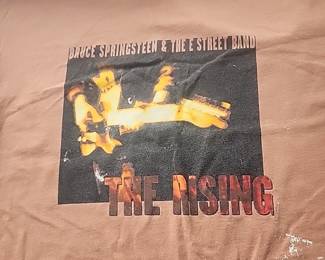 BRUCE SPRINGSTEEN & THE E STREET BAND
THE RISING